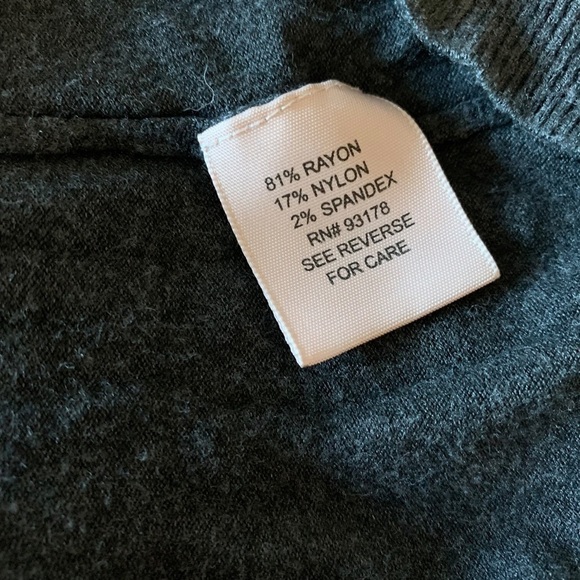 81% RAYON
17% NYLON
2% SPANDEX
RN# 93178
SEE REVERSE
FOR CARE